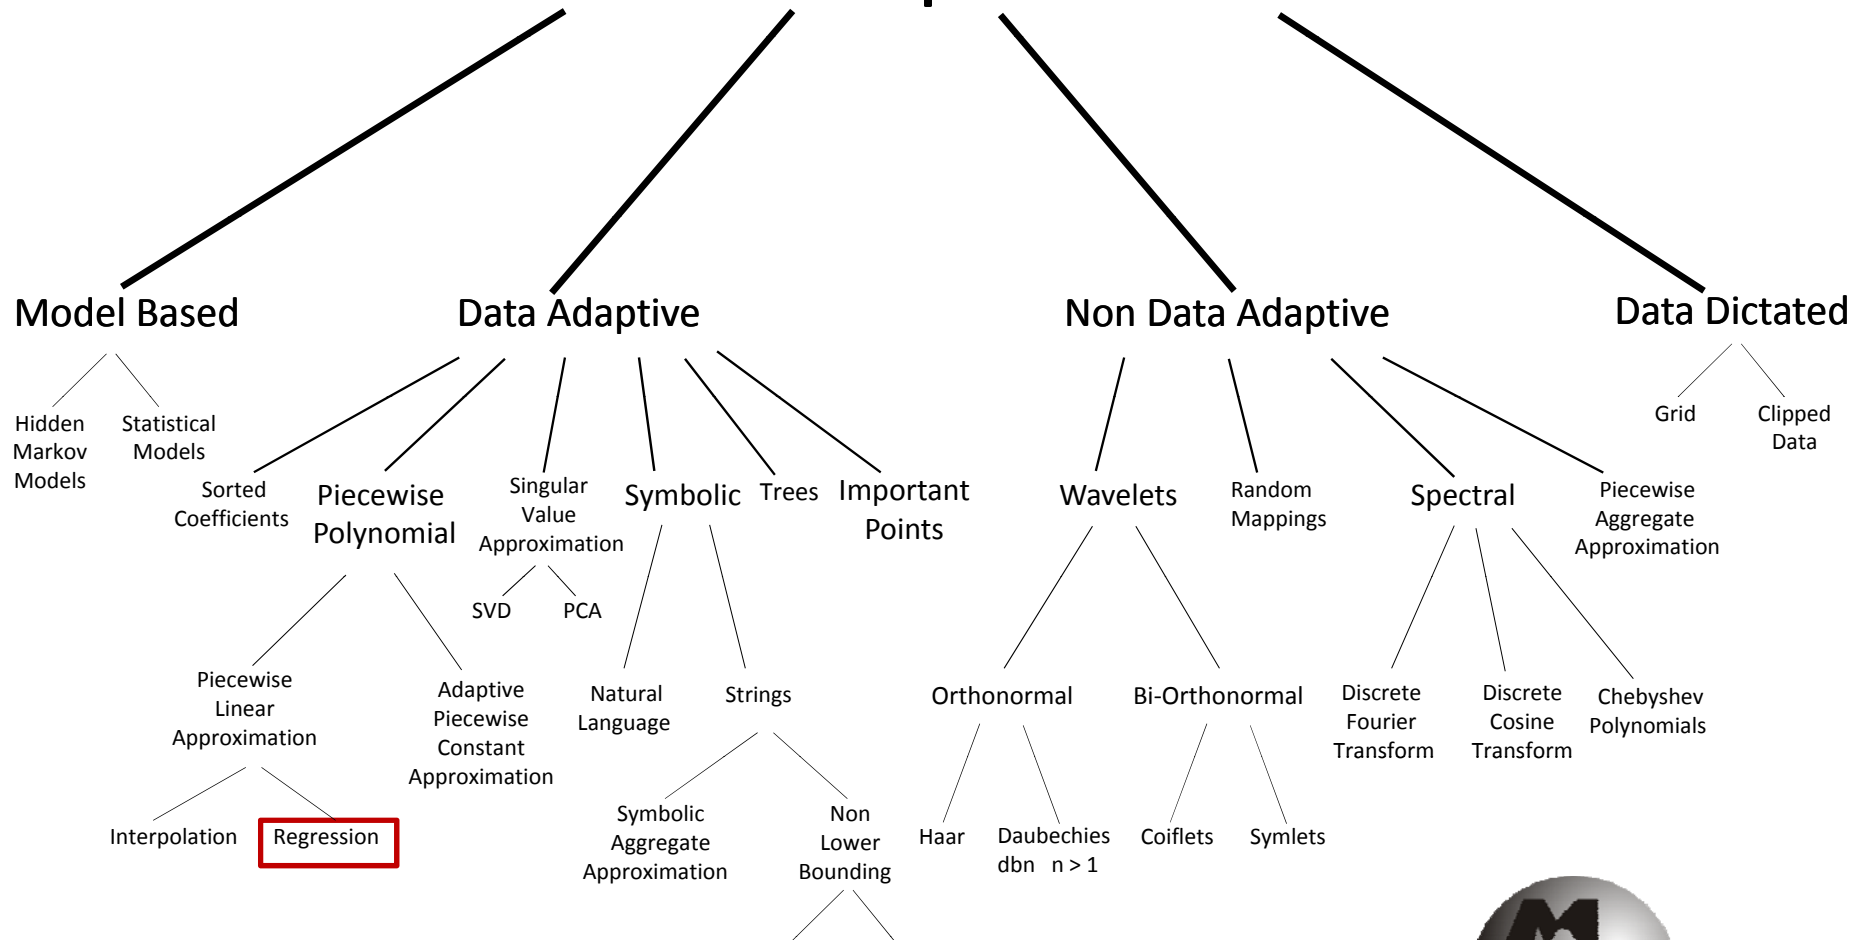 Model Based
Data Adaptive
Non Data Adaptive
Data Dictated
Hidden
Markov
Models
Statistical
Models
Grid
Clipped
Data
Sorted
Coefficients
Piecewise
Polynomial
Singular
Value
Approximation
Symbolic
Trees
Important
Points
Wavelets
Random
Mappings
Spectral
Piecewise
Aggregate
Approximation
SVD
PCA
Piecewise
Linear
Approximation
Adaptive
Piecewise
Constant
Approximation
Natural
Language
Strings
Orthonormal
Bi-Orthonormal
Discrete
Fourier
Transform
Discrete
Cosine
Transform
Chebyshev
Polynomials
Interpolation
Regression
Symbolic
Aggregate
Approximation
Non
Lower
Bounding
Haar
Daubechies
dbn n > 1
Coiflets
Symlets